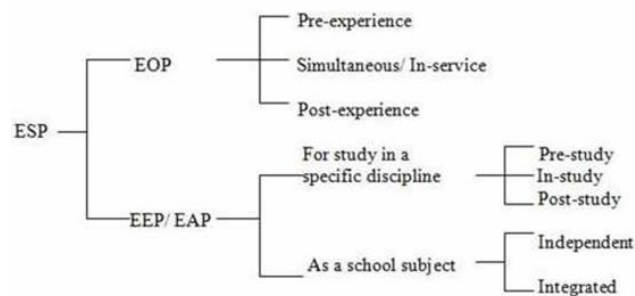 Pre-experience
EOP
Simultaneous/ In-service
Post-experience
ESP
For study in a
specific discipline
Pre-study
In-study
Post-study
EEP/ EAP
As a school subject
Independent
Integrated